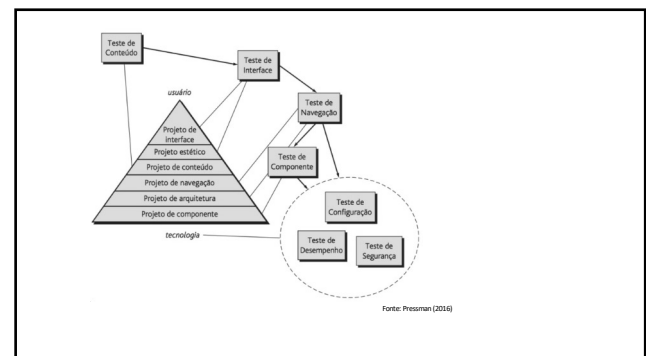 Teste de
Conteúdo
Teste de
Interface
usuário
Teste de
Navegação
Projeto de
interface
Projeto estético
Projeto de conteúdo
Projeto de navegação
Projeto de arquitetura
Projeto de componente
Teste de
Componente
Teste de
Configuração
tecnologia
Teste de
Desempenho
Teste de
Segurança
Fonte: Pressman (2016)